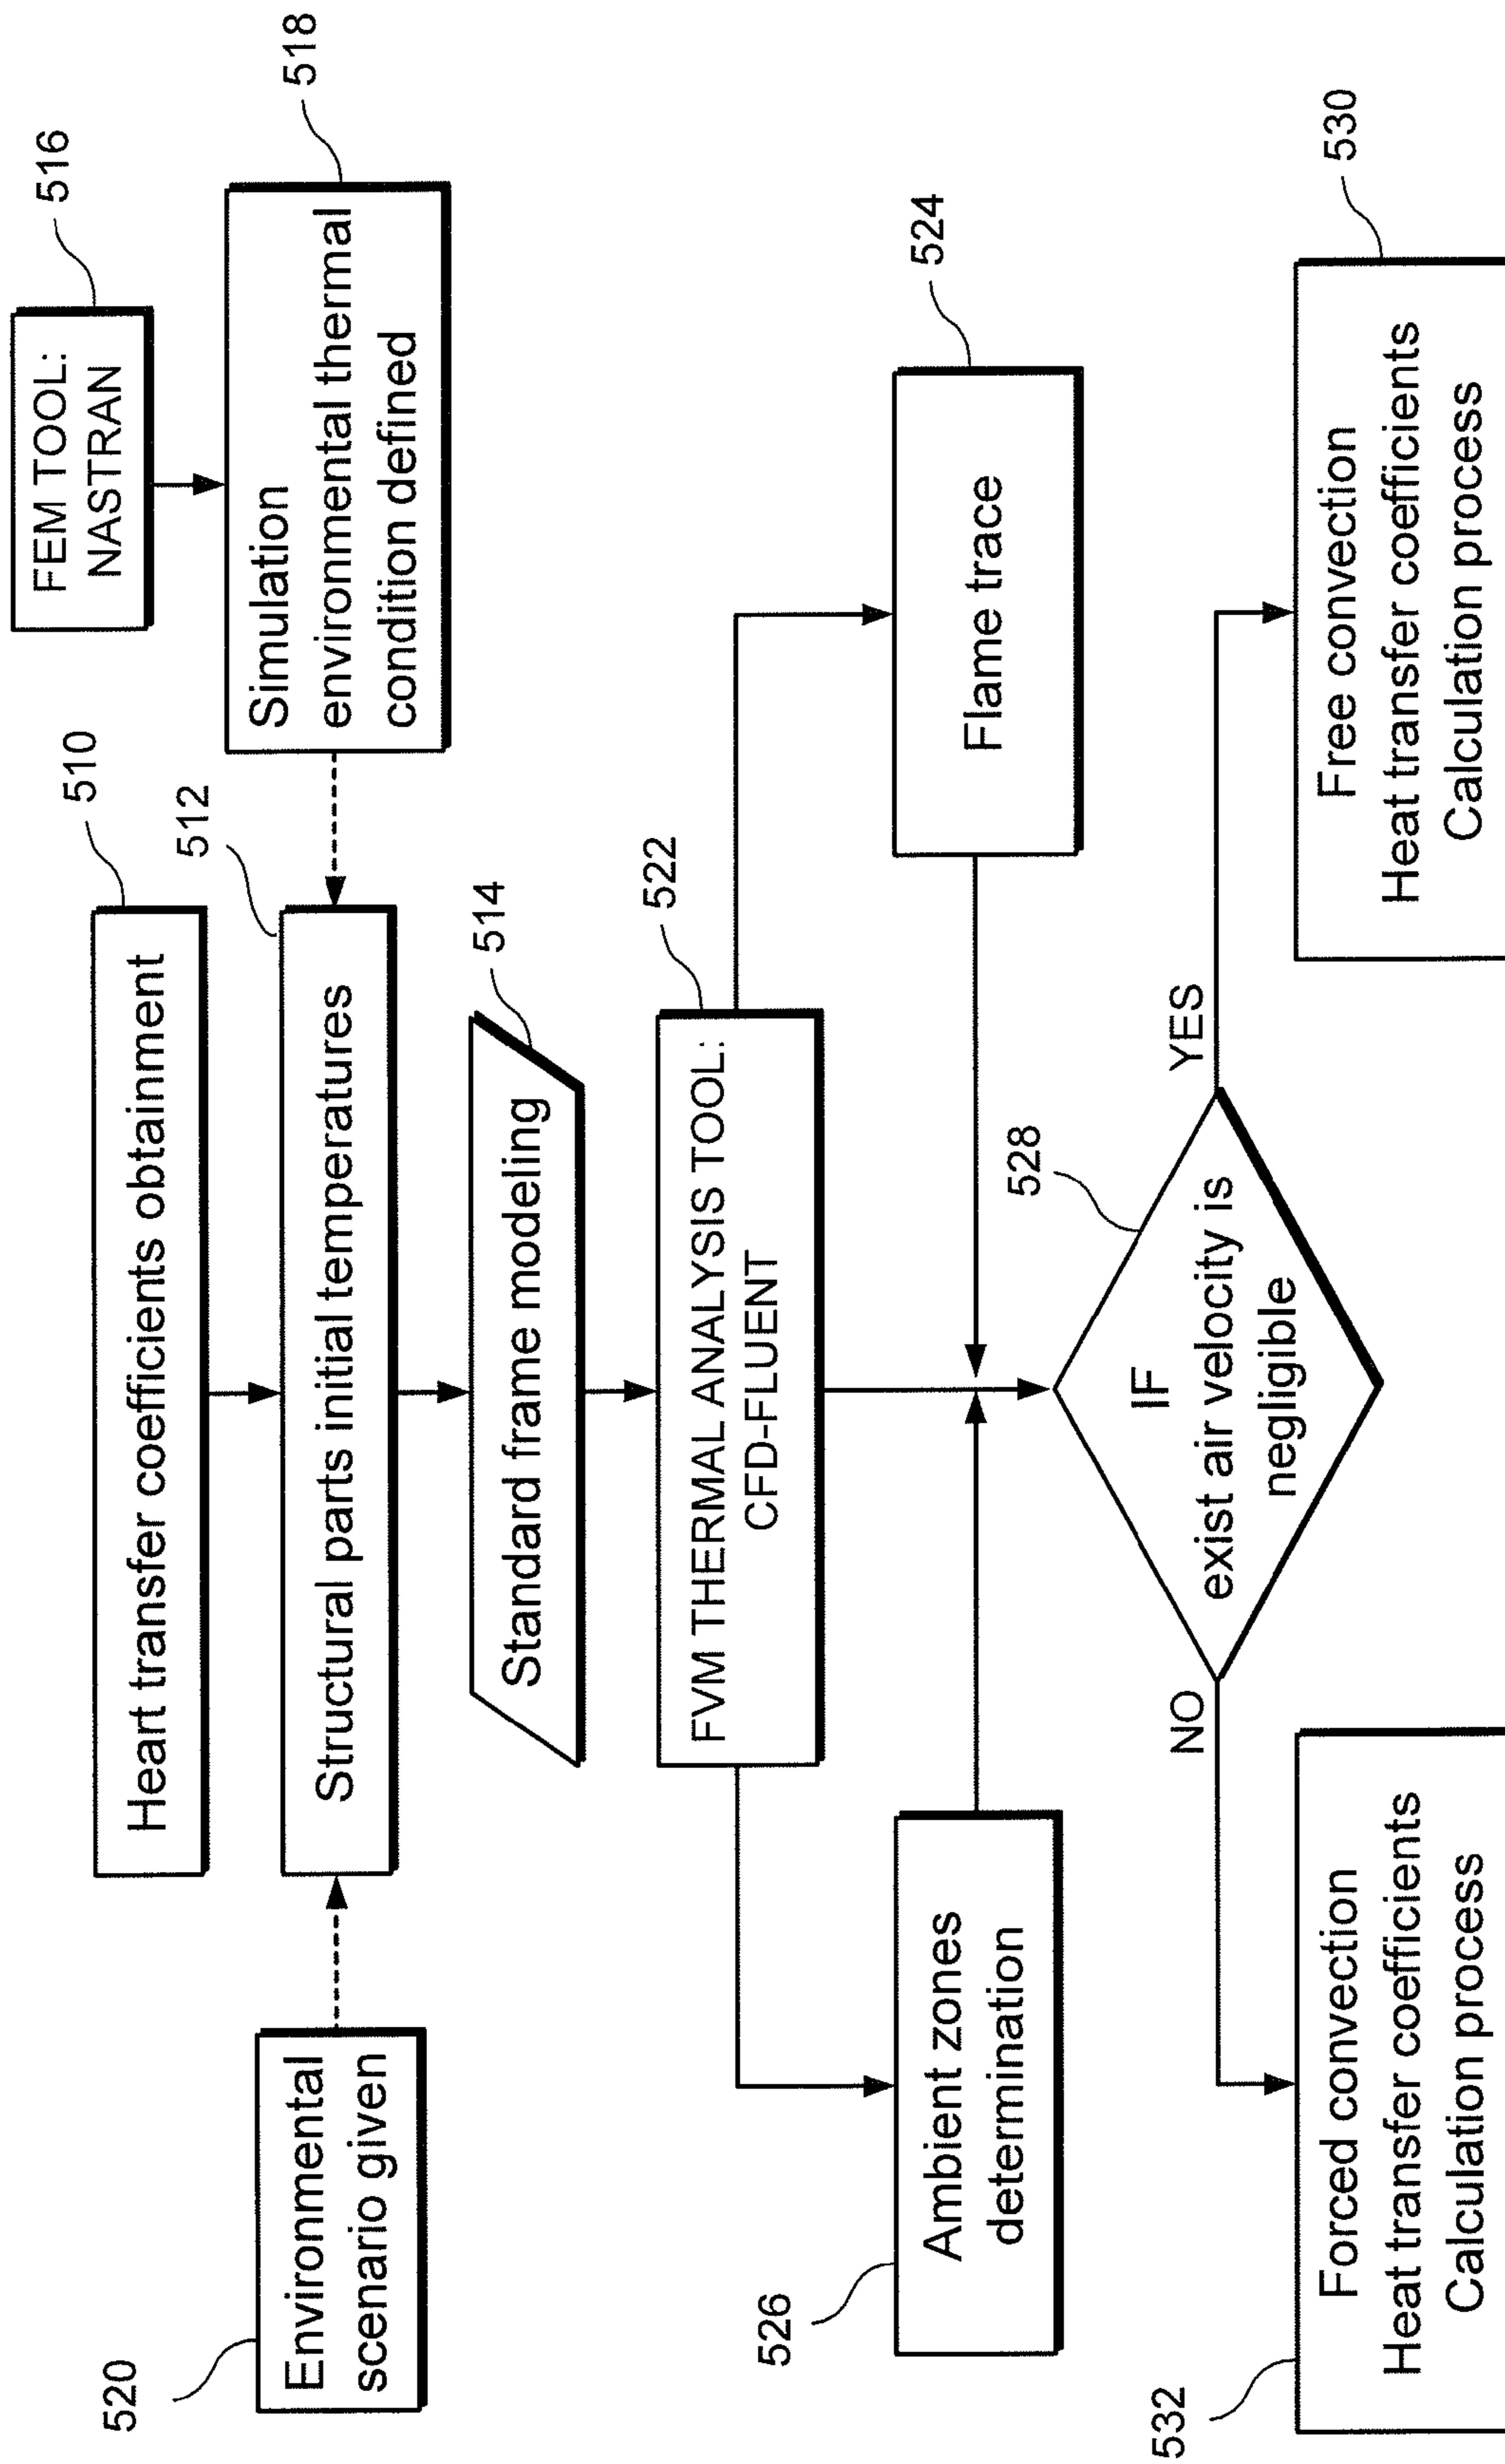 FEM TOOL:
NASTRAN
516
Heart transfer coefficients obtainment
510
Simulation
environmental thermal
condition defined
518
520
Environmental
scenario given
Structural parts initial temperatures
512
Standard frame modeling
514
FVM THERMAL ANALYSIS TOOL:
CFD-FLUENT
522
526
Ambient zones
determination
Flame trace
524
528
IF
exist air velocity is
negligible
NO
YES
532
Forced convection
Heat transfer coefficients
Calculation process
Free convection
Heat transfer coefficients
Calculation process
530